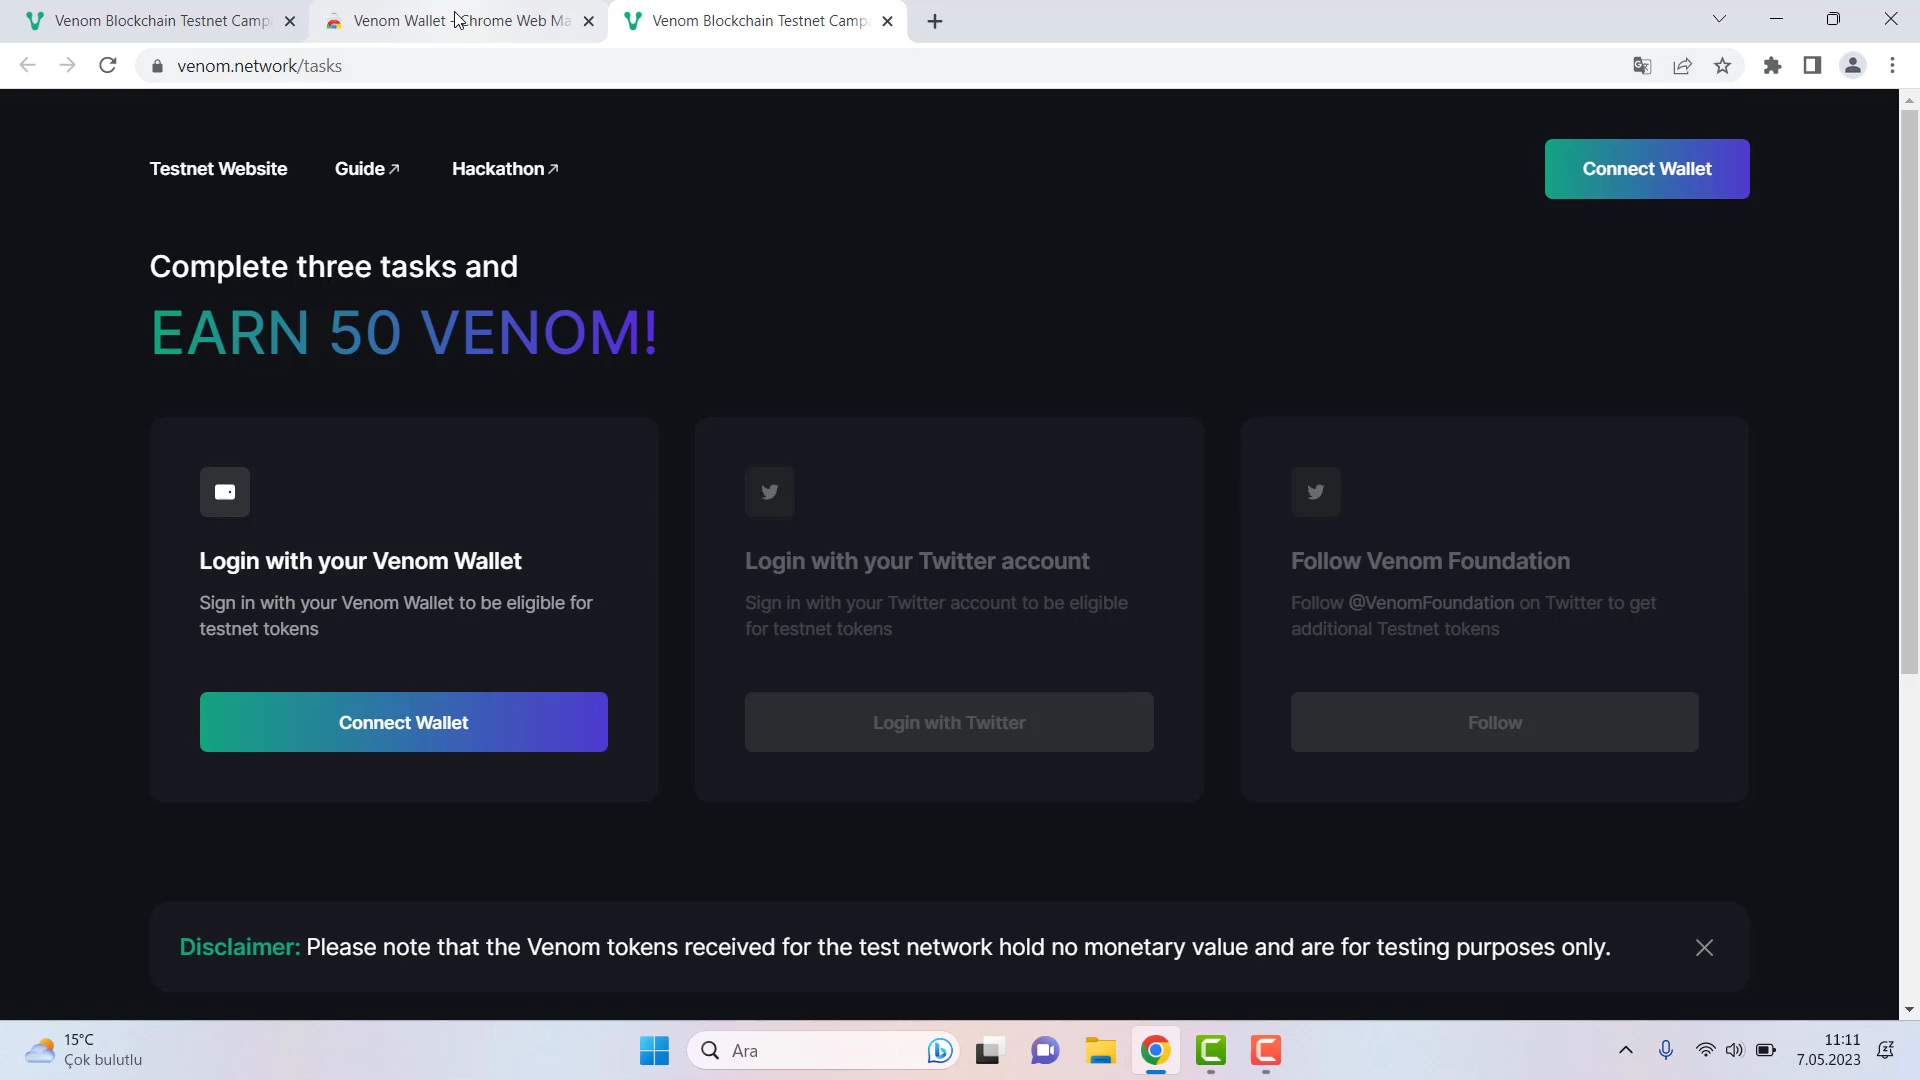 Venom Blockchain Testnet Camp
Venom Wallet - Chrome Web Ma
Venom Blockchain Testnet Camp
venom.network/tasks
Testnet Website
Guide
Hackathon
Connect Wallet
Complete three tasks and
EARN 50 VENOM!
Login with your Venom Wallet
Sign in with your Venom Wallet to be eligible for
testnet tokens
Connect Wallet
Login with your Twitter account
Sign in with your Twitter account to be eligible
for testnet tokens
Login with Twitter
Follow Venom Foundation
Follow @VenomFoundation on Twitter to get
additional Testnet tokens
Follow
Disclaimer: Please note that the Venom tokens received for the test network hold no monetary value and are for testing purposes only.
15°C
Çok bulutlu
Ara
11:11
7.05.2023